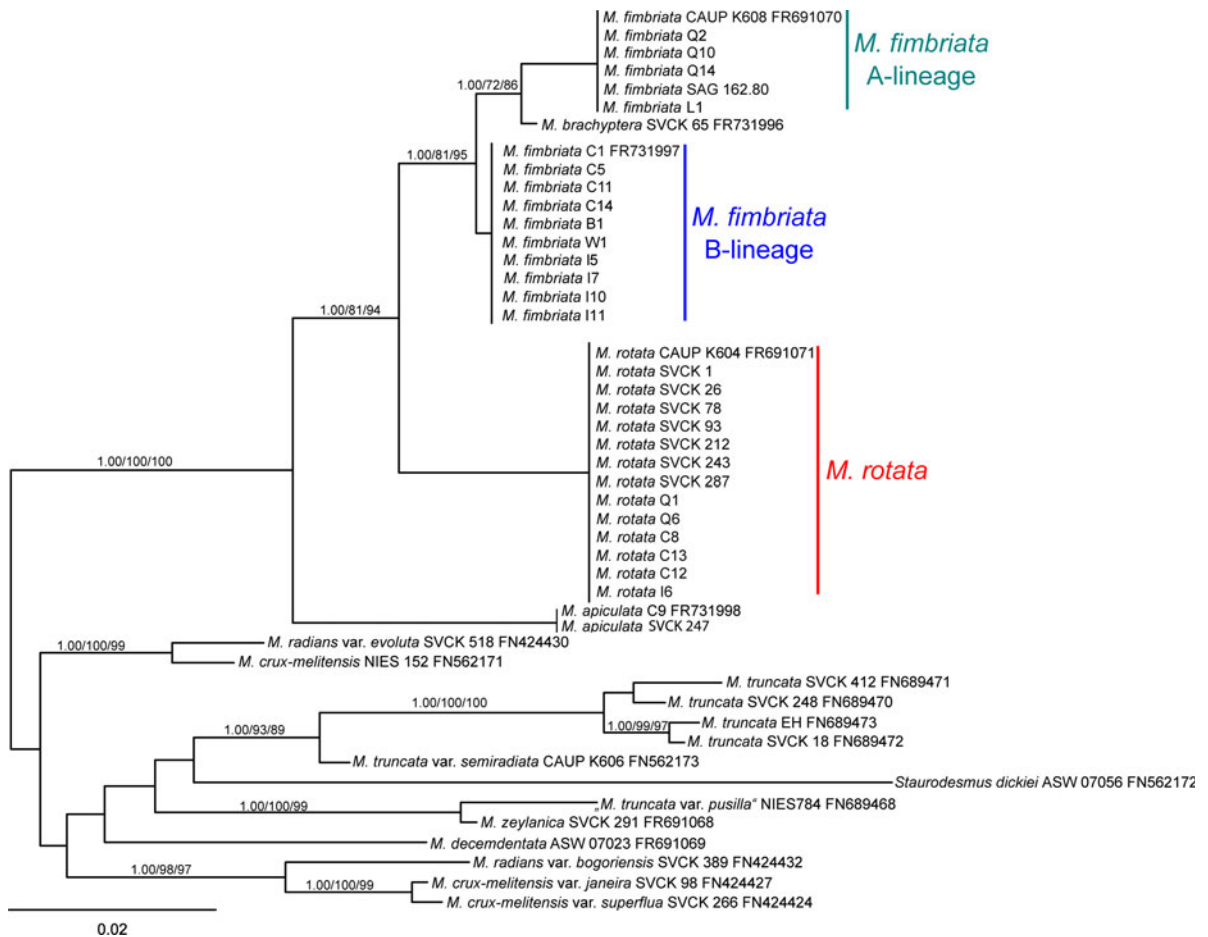 M. fimbriata CAUP K608 FR691070
M. fimbriata Q2
M. fimbriata Q10
M. fimbriata Q14
M. fimbriata SAG 162.80
M. fimbriata L1
M. fimbriata
A-lineage
1.00/72/86
M. brachyptera SVCK 65 FR731996
1.00/81/95
M. fimbriata C1 FR731997
M. fimbriata C5
M. fimbriata C11
M. fimbriata C14
M. fimbriata B1
M. fimbriata W1
M. fimbriata I5
M. fimbriata I7
M. fimbriata I10
M. fimbriata I11
M. fimbriata
B-lineage
1.00/81/94
M. rotata CAUP K604 FR691071
M. rotata SVCK 1
M. rotata SVCK 26
M. rotata SVCK 78
M. rotata SVCK 93
M. rotata SVCK 212
M. rotata SVCK 243
M. rotata SVCK 287
M. rotata Q1
M. rotata Q6
M. rotata C8
M. rotata C13
M. rotata C12
M. rotata I6
M. rotata
1.00/100/100
M. apiculata C9 FR731998
M. apiculata SVCK 247
1.00/100/99
M. radians var. evoluta SVCK 518 FN424430
M. crux-melitensis NIES 152 FN562171
M. truncata SVCK 412 FN689471
1.00/100/100
M. truncata SVCK 248 FN689470
M. truncata EH FN689473
1.00/99/97
M. truncata SVCK 18 FN689472
1.00/93/89
M. truncata var. semiradiata CAUP K606 FN562173
Staurodesmus dickiei ASW 07056 FN562172
„M. truncata var. pusilla“ NIES784 FN689468
1.00/100/99
M. zeylanica SVCK 291 FR691068
M. decemdentata ASW 07023 FR691069
M. radians var. bogoriensis SVCK 389 FN424432
1.00/98/97
M. crux-melitensis var. janeira SVCK 98 FN424427
1.00/100/99
M. crux-melitensis var. superflua SVCK 266 FN424424
0.02